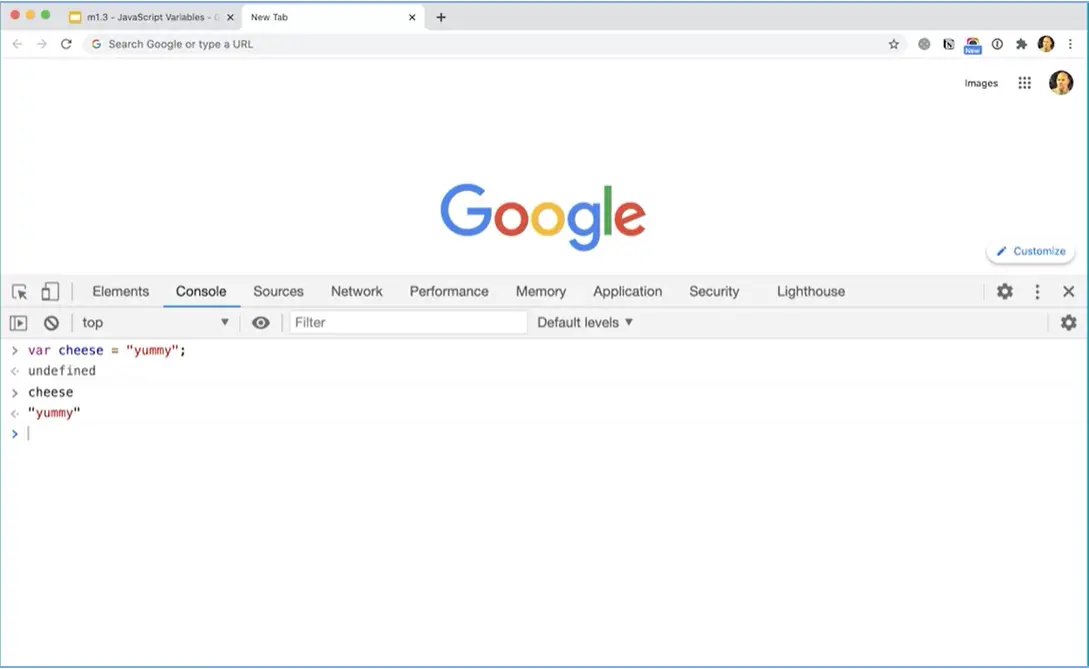 m1.3 - JavaScript Variables -
New Tab
Search Google or type a URL
New
Images
Google
Customize
Elements Console Sources Network Performance Memory Application Security Lighthouse
top Filter Default levels
> var cheese = "yummy";
undefined
> cheese
"yummy"
>